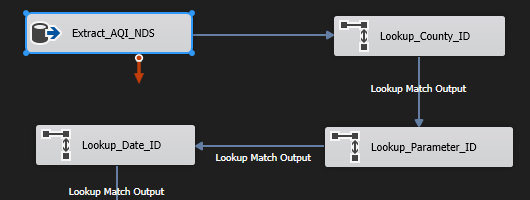 Extract_AQI_NDS
Lookup_County_ID
Lookup Match Output
Lookup_Parameter_ID
Lookup Match Output
Lookup_Date_ID
Lookup Match Output